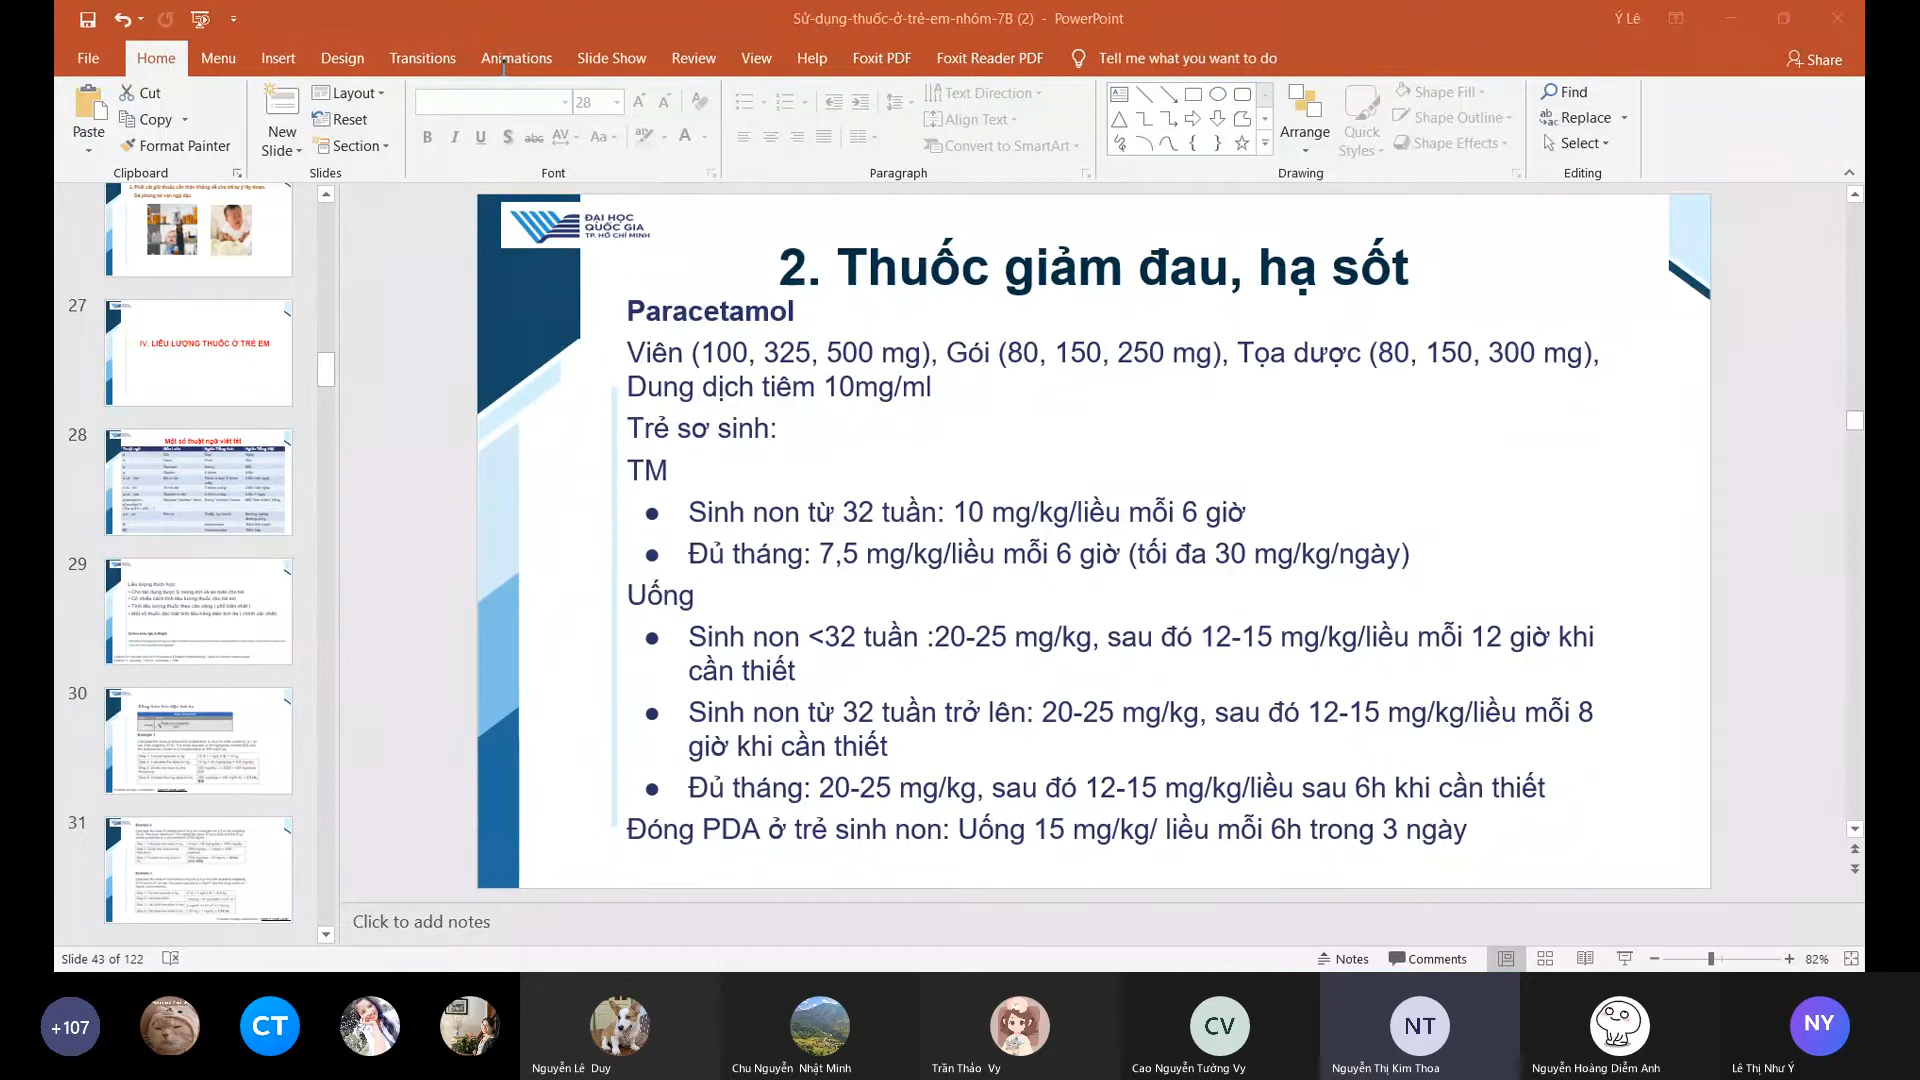 Sử-dụng-thuốc-ở-trẻ-em-nhóm-7B (2) - PowerPoint
Ý Lê
File Home Menu Insert Design Transitions Animations Slide Show Review View Help Foxit PDF Foxit Reader PDF Tell me what you want to do Share
Paste
Cut
Copy
Format Painter
Clipboard
New Slide
Layout
Reset
Section
Slides
28
Font
Text Direction
Align Text
Convert to SmartArt
Paragraph
Arrange
Quick Styles
Shape Fill
Shape Outline
Shape Effects
Drawing
Find
Replace
Select
Editing
27
IV. LIỀU LƯỢNG THUỐC Ở TRẺ EM
28
Một số thuật ngữ viết tắt
29
30
31
ĐẠI HỌC
QUỐC GIA
TP. HỒ CHÍ MINH
2. Thuốc giảm đau, hạ sốt
Paracetamol
Viên (100, 325, 500 mg), Gói (80, 150, 250 mg), Tọa dược (80, 150, 300 mg),
Dung dịch tiêm 10mg/ml
Trẻ sơ sinh:
TM
● Sinh non từ 32 tuần: 10 mg/kg/liều mỗi 6 giờ
● Đủ tháng: 7,5 mg/kg/liều mỗi 6 giờ (tối đa 30 mg/kg/ngày)
Uống
● Sinh non <32 tuần :20-25 mg/kg, sau đó 12-15 mg/kg/liều mỗi 12 giờ khi
cần thiết
● Sinh non từ 32 tuần trở lên: 20-25 mg/kg, sau đó 12-15 mg/kg/liều mỗi 8
giờ khi cần thiết
● Đủ tháng: 20-25 mg/kg, sau đó 12-15 mg/kg/liều sau 6h khi cần thiết
Đóng PDA ở trẻ sinh non: Uống 15 mg/kg/ liều mỗi 6h trong 3 ngày
Click to add notes
Slide 43 of 122
Notes Comments 82%
+107
CT
CV
NT
NY
Nguyễn Lê Duy
Chu Nguyễn Nhật Minh
Trần Thảo Vy
Cao Nguyễn Tường Vy
Nguyễn Thị Kim Thoa
Nguyễn Hoàng Diễm Anh
Lê Thị Như Ý